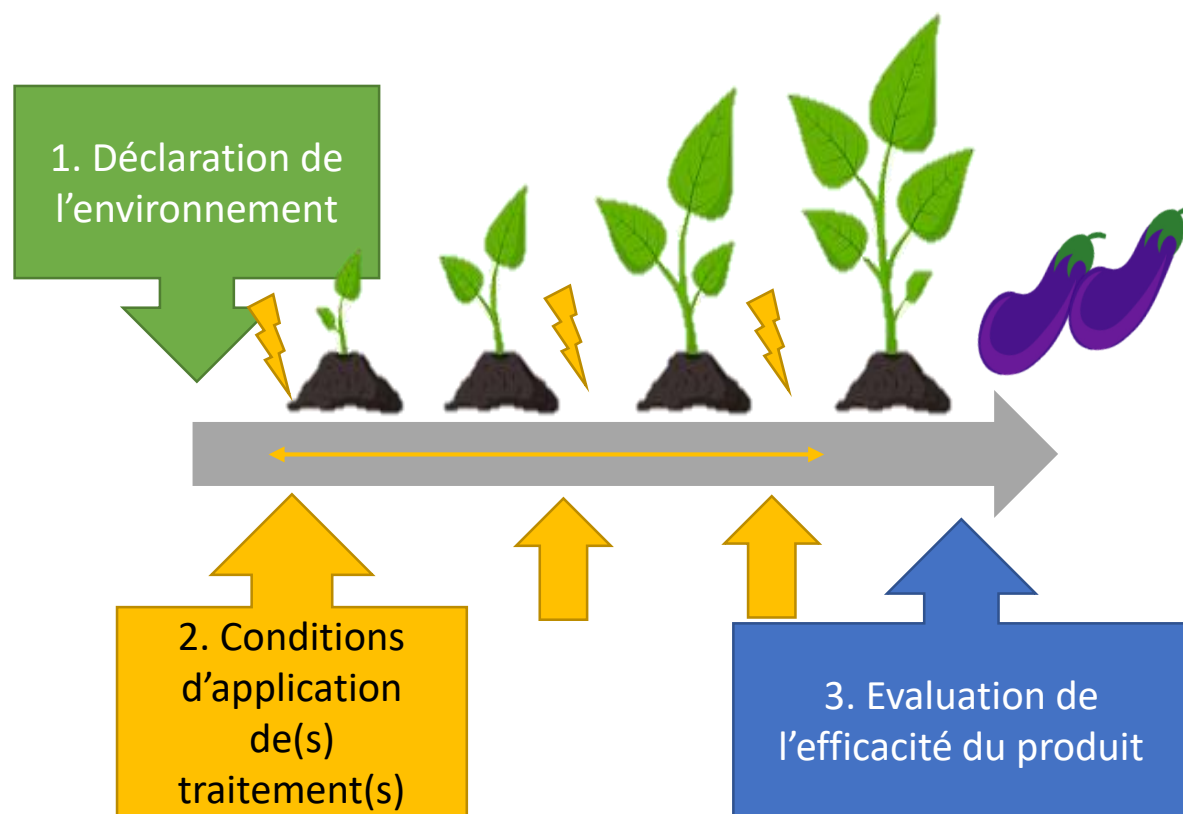 1. Déclaration de
l’environnement
2. Conditions
d’application
de(s)
traitement(s)
3. Evaluation de
l’efficacité du produit